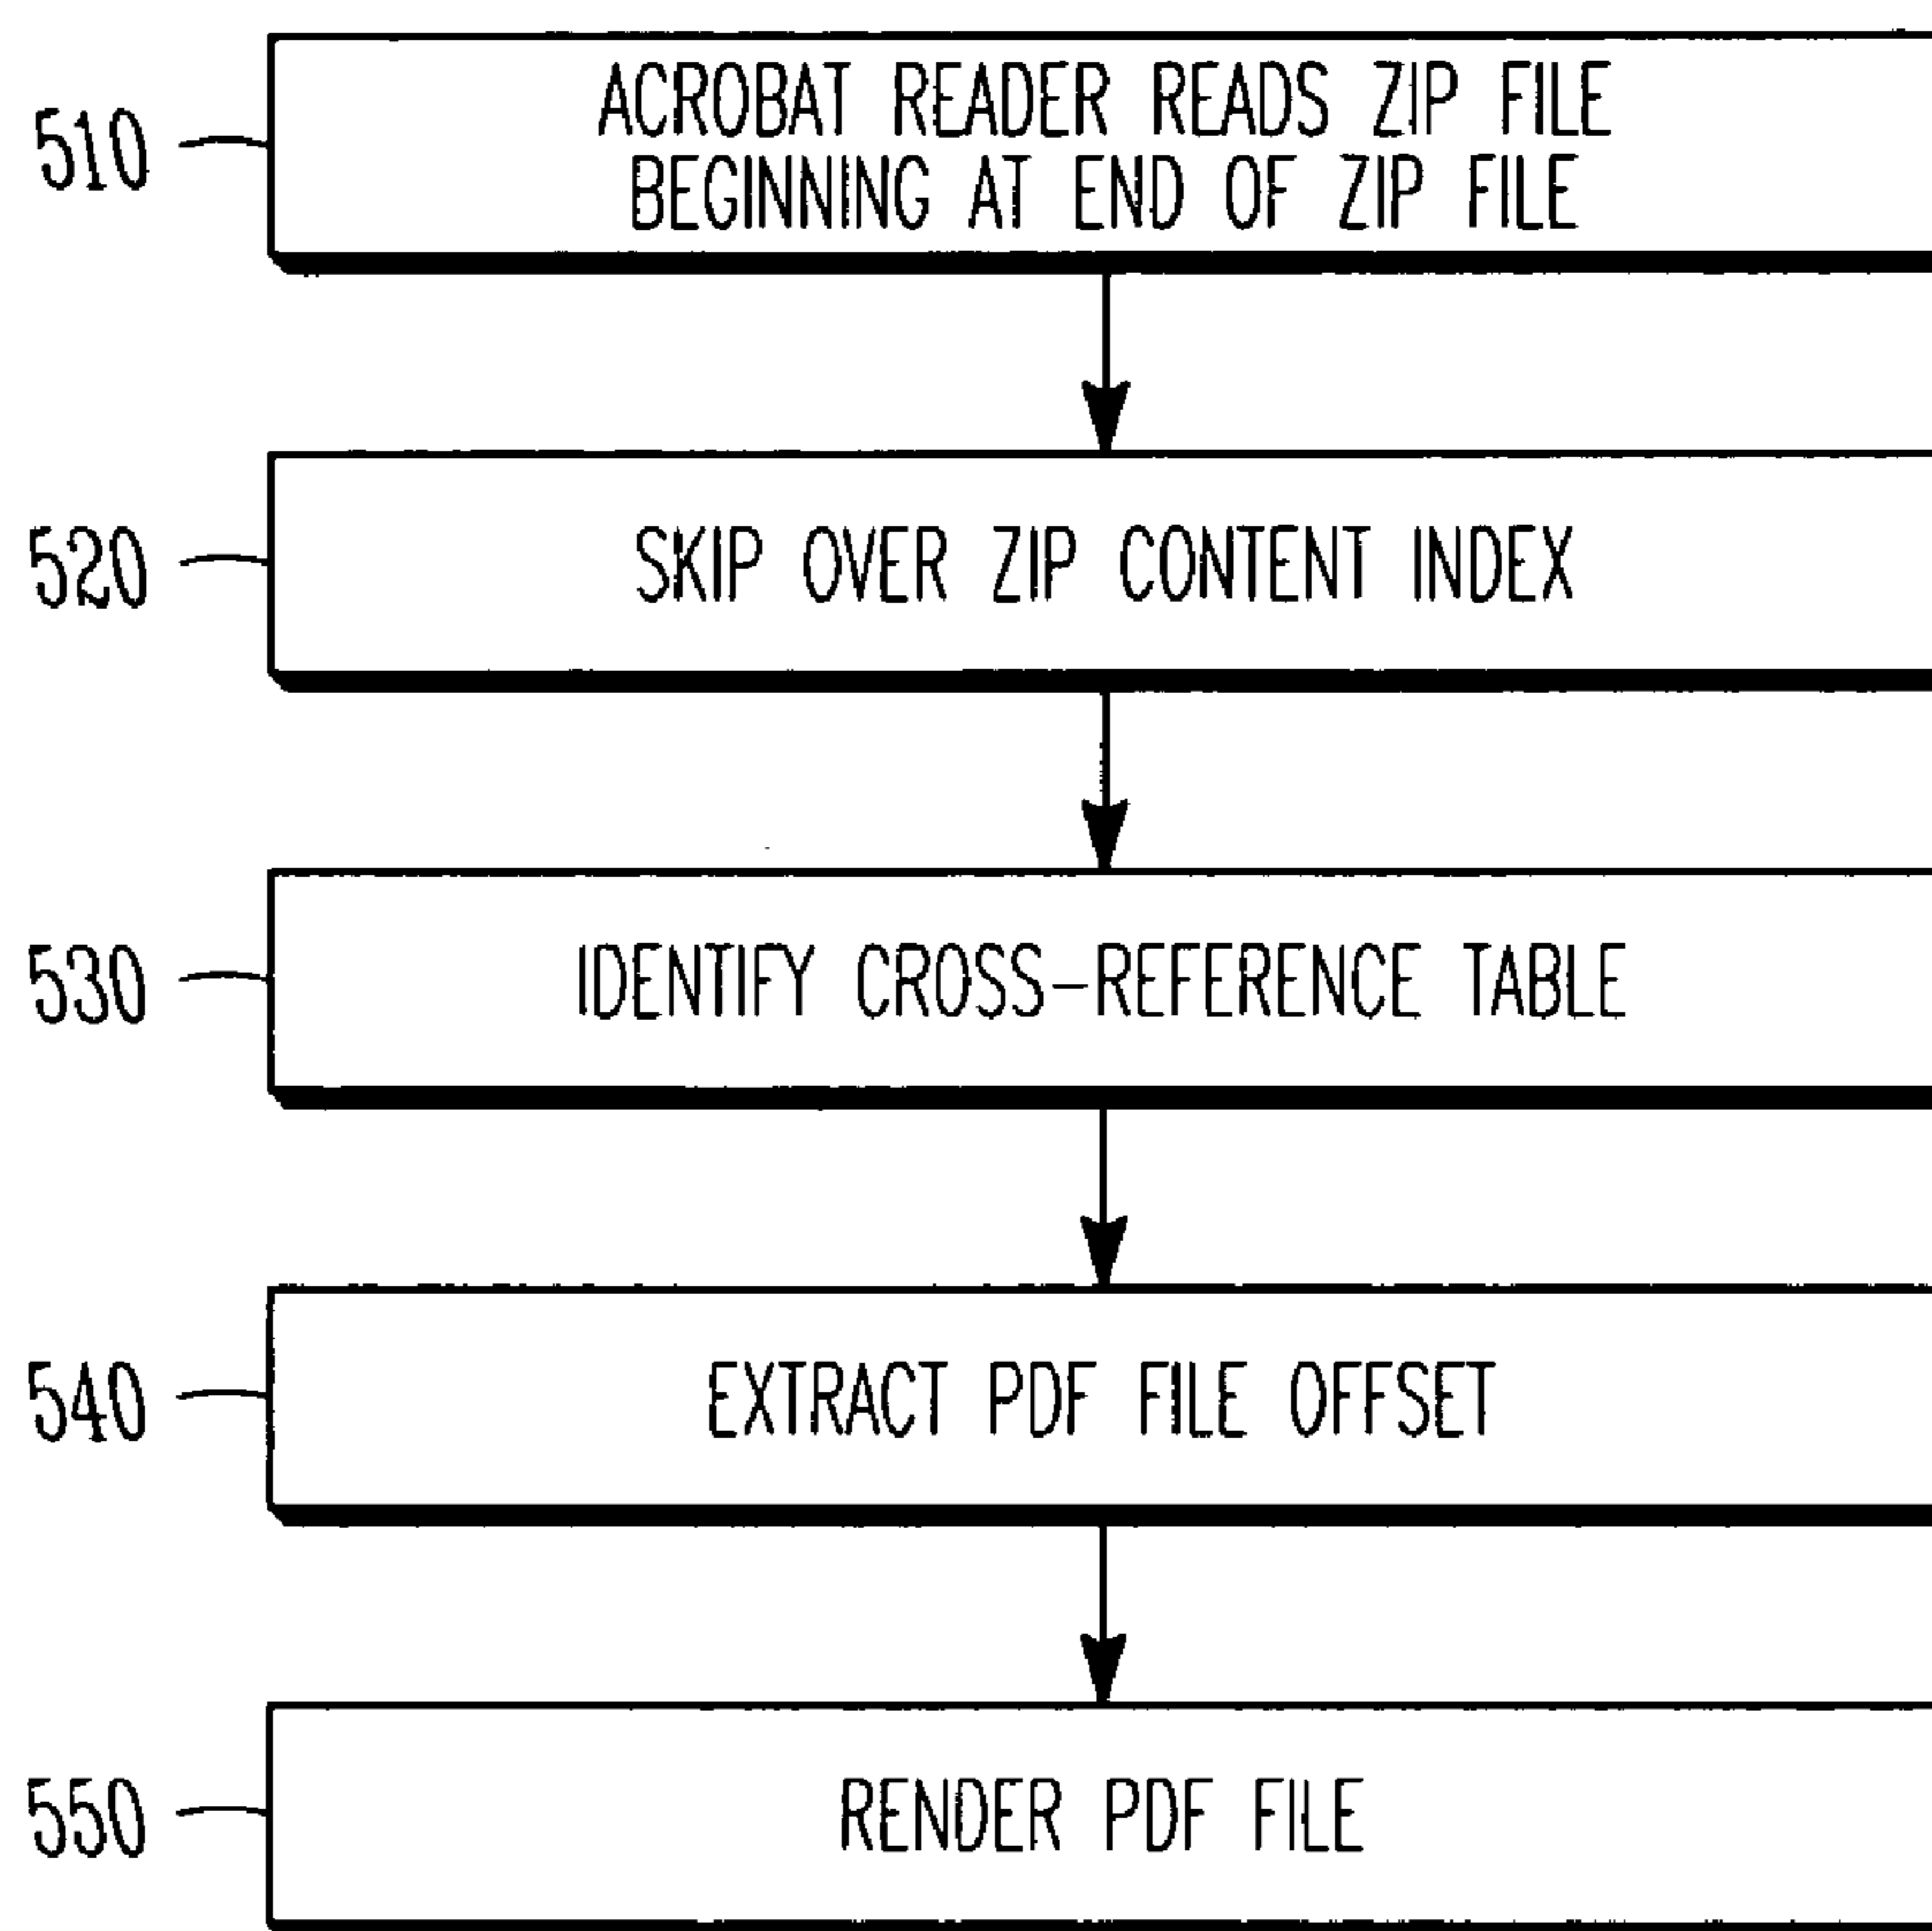 510
ACROBAT READER READS ZIP FILE
BEGINNING AT END OF ZIP FILE
520
SKIP OVER ZIP CONTENT INDEX
530
IDENTIFY CROSS-REFERENCE TABLE
540
EXTRACT PDF FILE OFFSET
550
RENDER PDF FILE